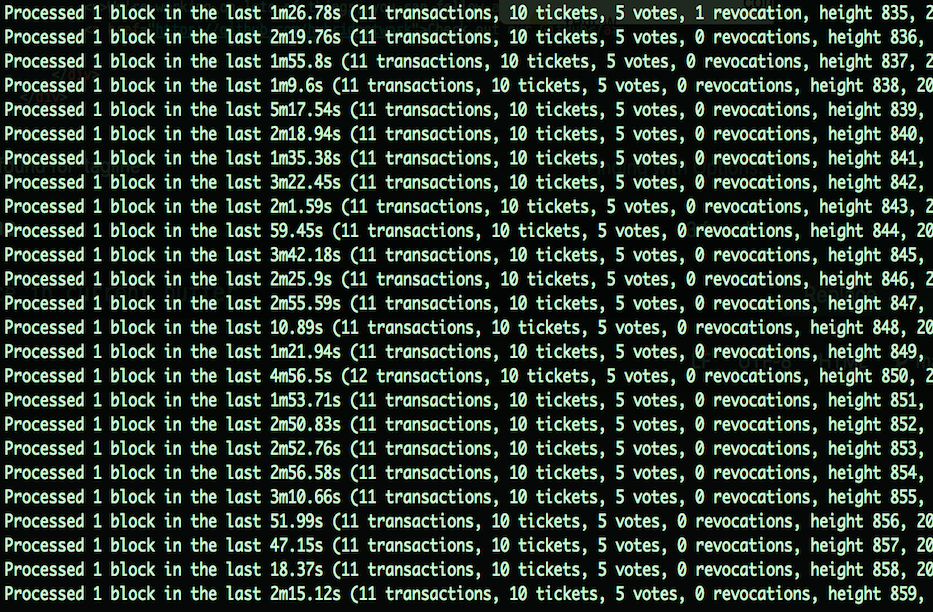 Processed 1 block in the last 1m26.78s (11 transactions, 10 tickets, 5 votes, 1 revocation, height 835, 2
Processed 1 block in the last 2m19.76s (11 transactions, 10 tickets, 5 votes, 0 revocations, height 836,
Processed 1 block in the last 1m55.8s (11 transactions, 10 tickets, 5 votes, 0 revocations, height 837, 2
Processed 1 block in the last 1m9.6s (11 transactions, 10 tickets, 5 votes, 0 revocations, height 838, 20
Processed 1 block in the last 5m17.54s (11 transactions, 10 tickets, 5 votes, 0 revocations, height 839,
Processed 1 block in the last 2m18.94s (11 transactions, 10 tickets, 5 votes, 0 revocations, height 840,
Processed 1 block in the last 1m35.38s (11 transactions, 10 tickets, 5 votes, 0 revocations, height 841,
Processed 1 block in the last 3m22.45s (11 transactions, 10 tickets, 5 votes, 0 revocations, height 842,
Processed 1 block in the last 2m1.59s (11 transactions, 10 tickets, 5 votes, 0 revocations, height 843, 2
Processed 1 block in the last 59.45s (11 transactions, 10 tickets, 5 votes, 0 revocations, height 844, 20
Processed 1 block in the last 3m42.18s (11 transactions, 10 tickets, 5 votes, 0 revocations, height 845,
Processed 1 block in the last 2m25.9s (11 transactions, 10 tickets, 5 votes, 0 revocations, height 846, 2
Processed 1 block in the last 2m55.59s (11 transactions, 10 tickets, 5 votes, 0 revocations, height 847,
Processed 1 block in the last 10.89s (11 transactions, 10 tickets, 5 votes, 0 revocations, height 848, 20
Processed 1 block in the last 1m21.94s (11 transactions, 10 tickets, 5 votes, 0 revocations, height 849,
Processed 1 block in the last 4m56.5s (12 transactions, 10 tickets, 5 votes, 0 revocations, height 850, 2
Processed 1 block in the last 1m53.71s (11 transactions, 10 tickets, 5 votes, 0 revocations, height 851,
Processed 1 block in the last 2m50.83s (11 transactions, 10 tickets, 5 votes, 0 revocations, height 852,
Processed 1 block in the last 2m52.76s (11 transactions, 10 tickets, 5 votes, 0 revocations, height 853,
Processed 1 block in the last 2m56.58s (11 transactions, 10 tickets, 5 votes, 0 revocations, height 854,
Processed 1 block in the last 3m10.66s (11 transactions, 10 tickets, 5 votes, 0 revocations, height 855,
Processed 1 block in the last 51.99s (11 transactions, 10 tickets, 5 votes, 0 revocations, height 856, 20
Processed 1 block in the last 47.15s (11 transactions, 10 tickets, 5 votes, 0 revocations, height 857, 20
Processed 1 block in the last 18.37s (11 transactions, 10 tickets, 5 votes, 0 revocations, height 858, 20
Processed 1 block in the last 2m15.12s (11 transactions, 10 tickets, 5 votes, 0 revocations, height 859,